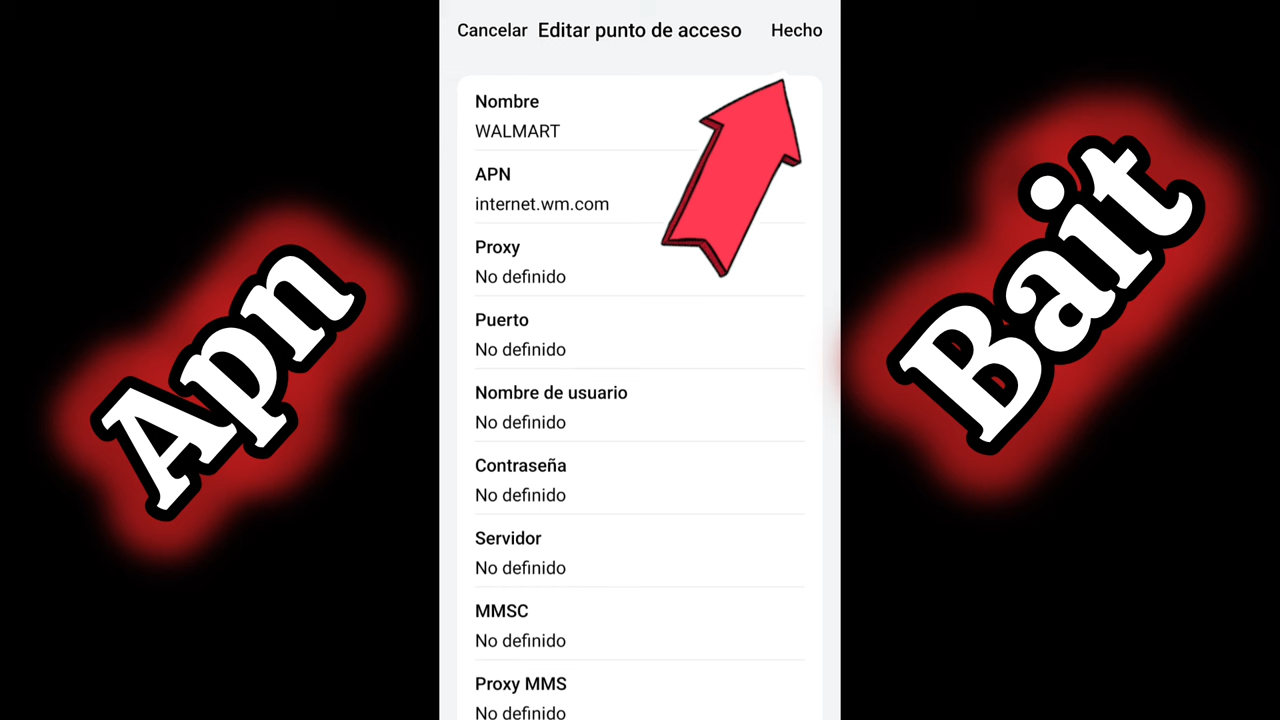 Cancelar Editar punto de acceso Hecho
Nombre
WALMART
APN
internet.wm.com
Proxy
No definido
Puerto
No definido
Nombre de usuario
No definido
Contraseña
No definido
Servidor
No definido
MMSC
No definido
Proxy MMS
No definido
Apn
Bait